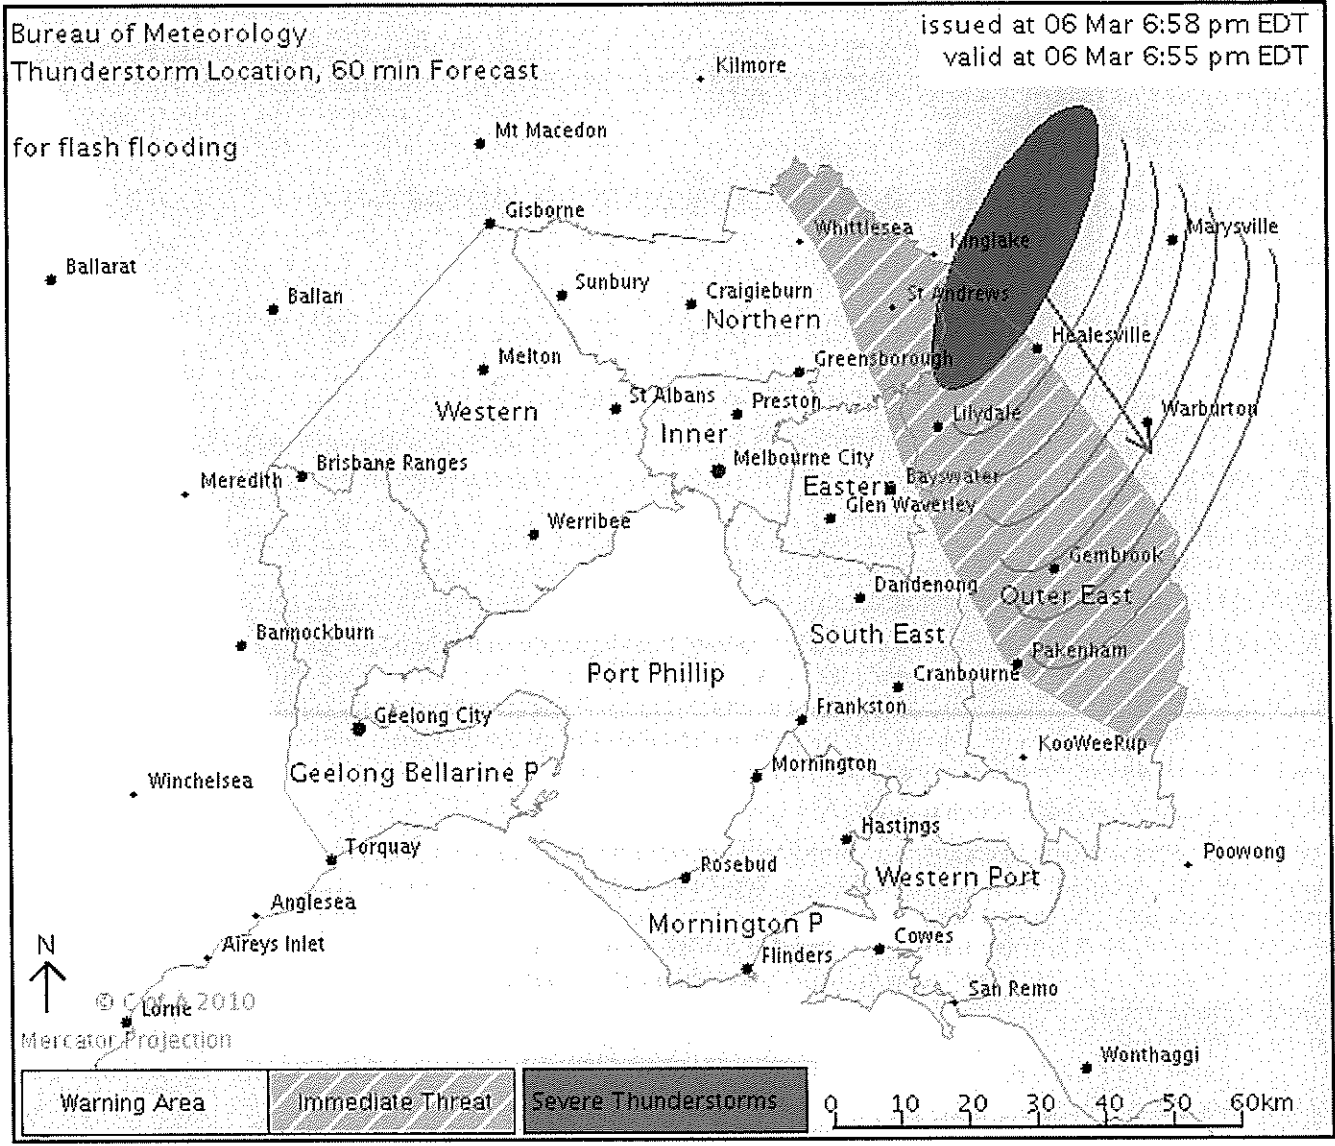 Bureau of Meteorology
Thunderstorm Location, 60 min Forecast
for flash flooding
issued at 06 Mar 6:58 pm EDT
valid at 06 Mar 6:55 pm EDT
Kilmore
Mt Macedon
Gisborne
Whittlesea
Kinglake
Marysville
Ballarat
Ballan
Sunbury
Craigieburn
Northern
St Andrews
Healesville
Melton
Greensborough
Western
St Albans
Preston
Lilydale
Warburton
Inner
Brisbane Ranges
Melbourne City
Meredith
Eastern
Bayswater
Glen Waverley
Werribee
Gembrook
Dandenong
Outer East
Bannockburn
South East
Pakenham
Port Phillip
Cranbourne
Geelong City
Frankston
KooWeeRup
Geelong Bellarine P
Mornington
Winchelsea
Hastings
Torquay
Rosebud
Poowong
Western Port
Anglesea
Mornington P
Aireys Inlet
Cowes
Flinders
N
San Remo
© C of A 2010
Lorne
Mercator Projection
Wonthaggi
Warning Area
Immediate Threat
Severe Thunderstorms
0 10 20 30 40 50 60km